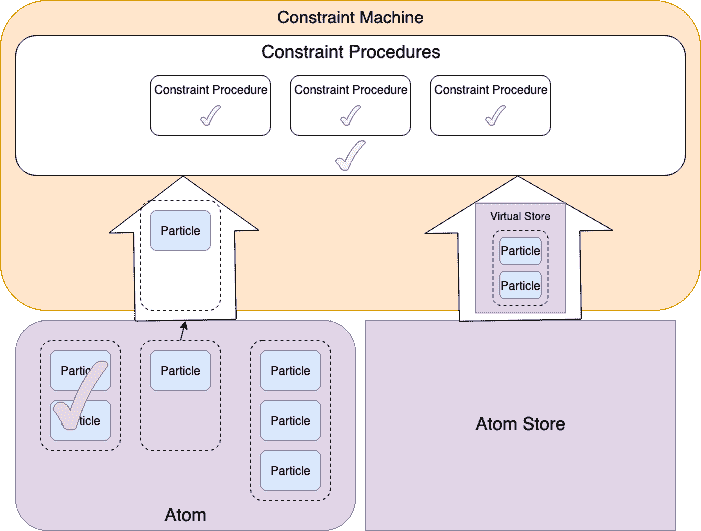 Constraint Machine
Constraint Procedures
Constraint Procedure
Constraint Procedure
Constraint Procedure
Particle
Virtual Store
Particle
Particle
Particle
Particle
Particle
Particle
Particle
Particle
Atom Store
Atom